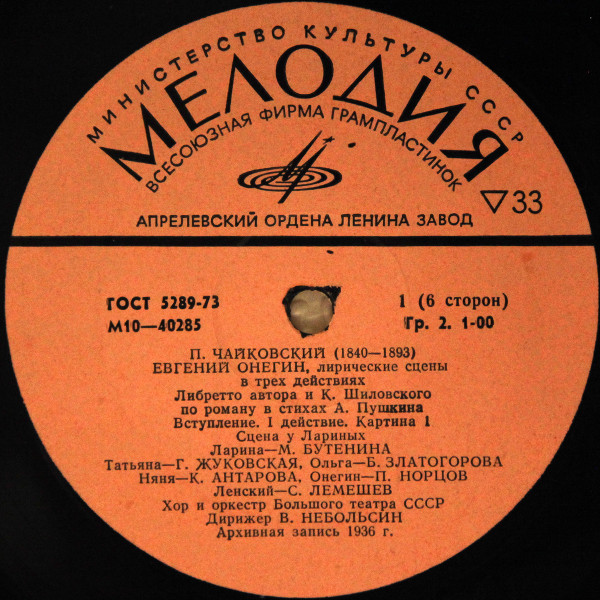 МИНИСТЕРСТВО КУЛЬТУРЫ СССР
МЕЛОДИЯ
ВСЕСОЮЗНАЯ ФИРМА ГРАМПЛАСТИНОК
▽33
АПРЕЛЕВСКИЙ ОРДЕНА ЛЕНИНА ЗАВОД
ГОСТ 5289-73
1 (6 сторон)
М10—40285
Гр. 2. 1-00
П. ЧАЙКОВСКИЙ (1840—1893)
ЕВГЕНИЙ ОНЕГИН, лирические сцены
в трех действиях
Либретто автора и К. Шиловского
по роману в стихах А. Пушкина
Вступление. I действие. Картина 1
Сцена у Лариных
Ларина—М. БУТЕНИНА
Татьяна—Г. ЖУКОВСКАЯ, Ольга—Б. ЗЛАТОГОРОВА
Няня—К. АНТАРОВА, Онегин—П. НОРЦОВ
Ленский—С. ЛЕМЕШЕВ
Хор и оркестр Большого театра СССР
Дирижер В. НЕБОЛЬСИН
Архивная запись 1936 г.